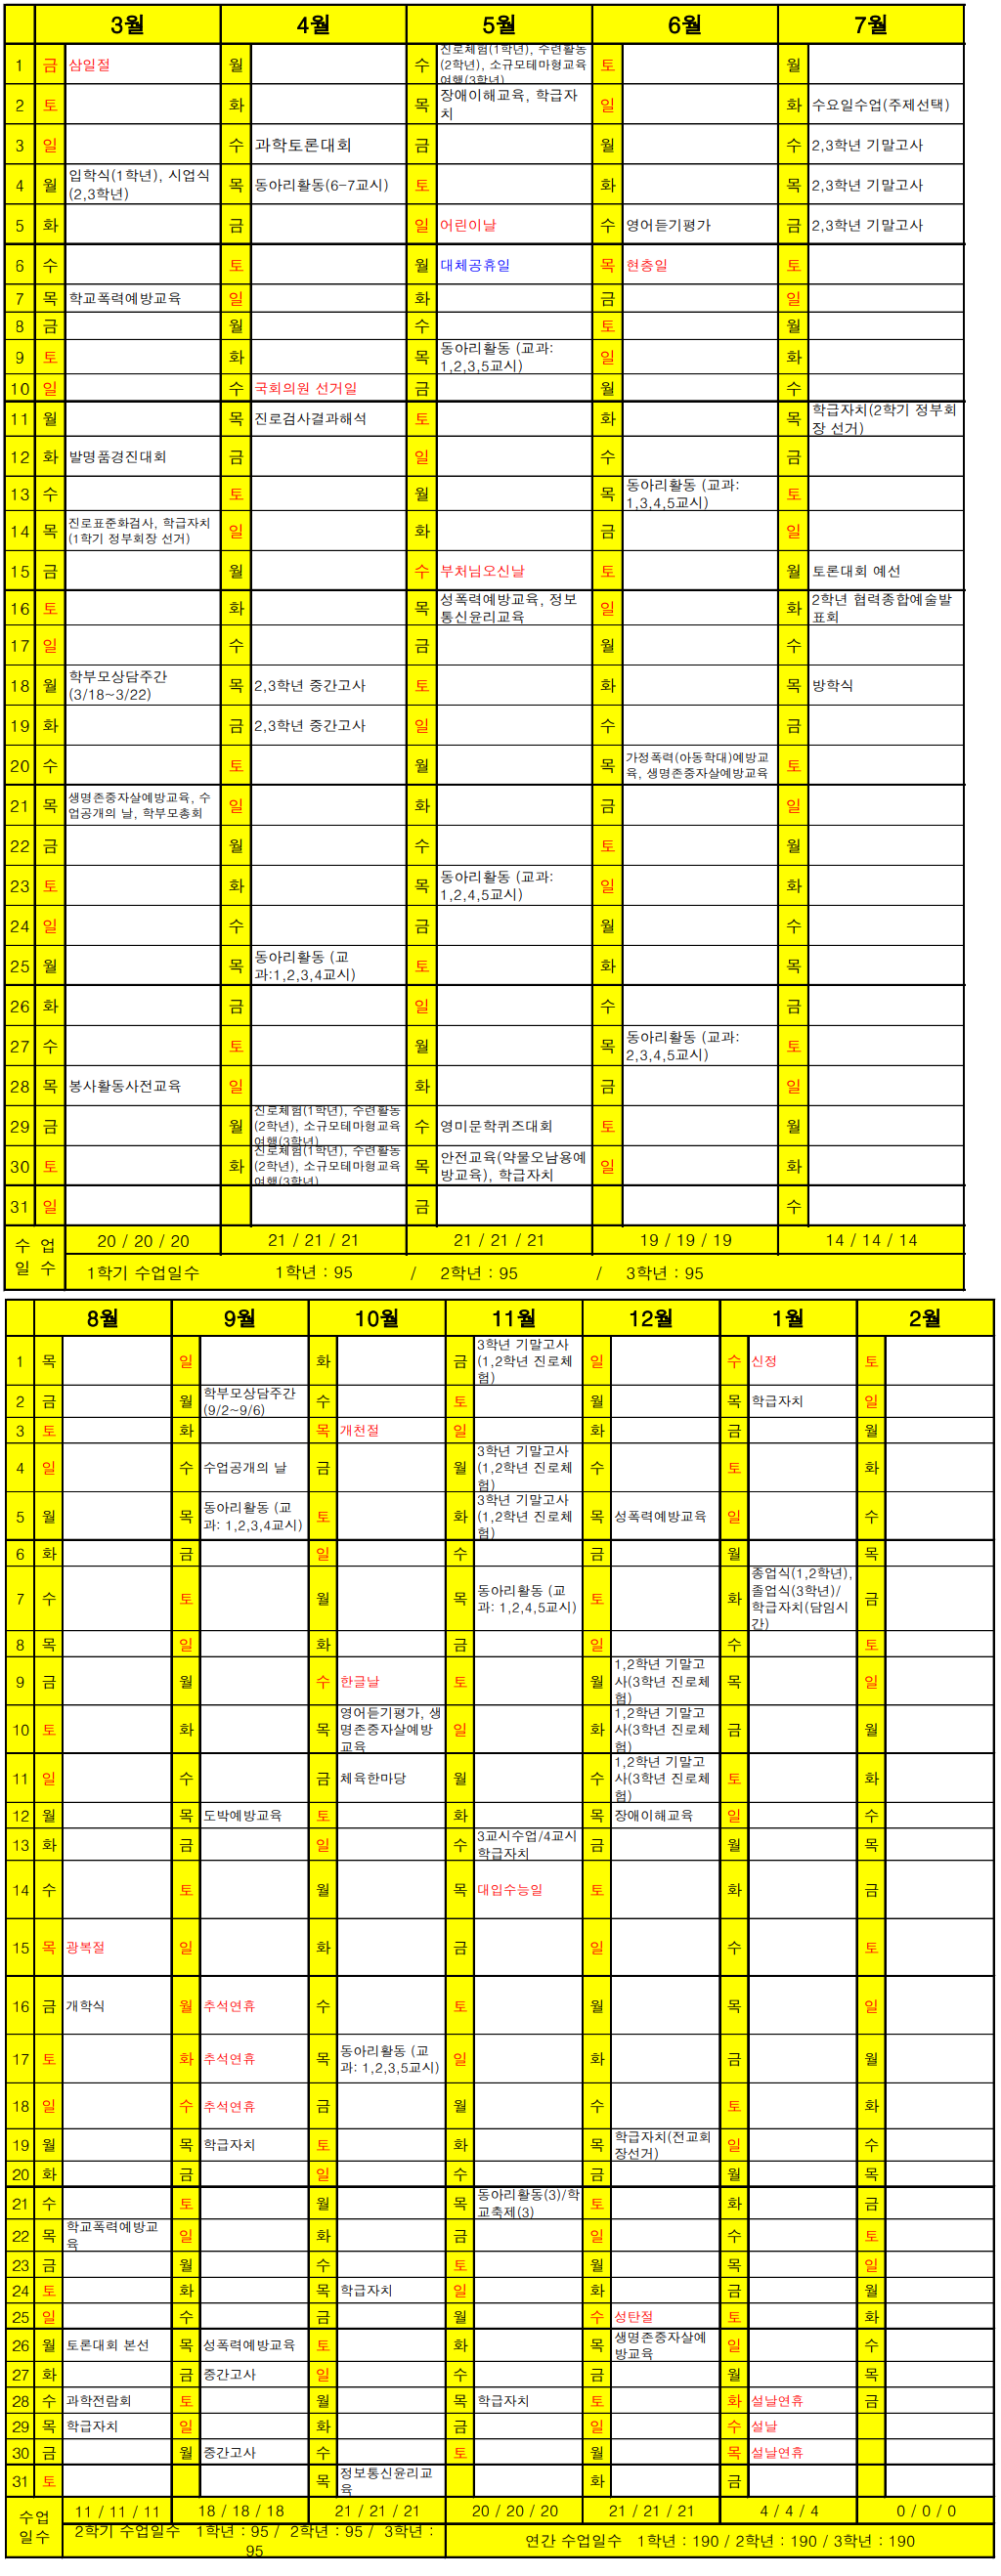 3월 4월 5월 6월 7월
1 금 삼일절 월 수 진로체험(1학년), 수련활동(2학년), 소규모테마형교육여행(3학년) 토 월
2 토 화 목 장애이해교육, 학급자치 일 화 수요일수업(주제선택)
3 일 수 과학토론대회 금 월 수 2,3학년 기말고사
4 월 입학식(1학년), 시업식(2,3학년) 목 동아리활동(6-7교시) 토 화 목 2,3학년 기말고사
5 화 금 일 어린이날 수 영어듣기평가 금 2,3학년 기말고사
6 수 토 월 대체공휴일 목 현충일 토
7 목 학교폭력예방교육 일 화 금 일
8 금 월 수 토 월
9 토 화 목 동아리활동 (교과: 1,2,3,5교시) 일 화
10 일 수 국회의원 선거일 금 월 수
11 월 목 진로검사결과해석 토 화 목 학급자치(2학기 정부회장 선거)
12 화 발명품경진대회 금 일 수 금
13 수 토 월 목 동아리활동 (교과: 1,3,4,5교시) 토
14 목 진로표준화검사, 학급자치(1학기 정부회장 선거) 일 화 금 일
15 금 월 수 부처님오신날 토 월 토론대회 예선
16 토 화 목 성폭력예방교육, 정보통신윤리교육 일 화 2학년 협력종합예술발표회
17 일 수 금 월 수
18 월 학부모상담주간(3/18~3/22) 목 2,3학년 중간고사 토 화 목 방학식
19 화 금 2,3학년 중간고사 일 수 금
20 수 토 월 목 가정폭력(아동학대)예방교육, 생명존중자살예방교육 토
21 목 생명존중자살예방교육, 수업공개의 날, 학부모총회 일 화 금 일
22 금 월 수 토 월
23 토 화 목 동아리활동 (교과: 1,2,4,5교시) 일 화
24 일 수 금 월 수
25 월 목 동아리활동 (교과:1,2,3,4교시) 토 화 목
26 화 금 일 수 금
27 수 토 월 목 동아리활동 (교과: 2,3,4,5교시) 토
28 목 봉사활동사전교육 일 화 금 일
29 금 월 진로체험(1학년), 수련활동(2학년), 소규모테마형교육여행(3학년) 수 영미문학퀴즈대회 토 월
30 토 화 진로체험(1학년), 수련활동(2학년), 소규모테마형교육여행(3학년) 목 안전교육(약물오남용예방교육), 학급자치 일 화
31 일 금 수
수 업 일 수 20 / 20 / 20 21 / 21 / 21 21 / 21 / 21 19 / 19 / 19 14 / 14 / 14
1학기 수업일수 1학년 : 95 / 2학년 : 95 / 3학년 : 95
8월 9월 10월 11월 12월 1월 2월
1 목 일 화 금 3학년 기말고사(1,2학년 진로체험) 일 수 신정 토
2 금 월 학부모상담주간(9/2~9/6) 수 토 월 목 학급자치 일
3 토 화 목 개천절 일 화 금 월
4 일 수 수업공개의 날 금 월 3학년 기말고사(1,2학년 진로체험) 수 토 화
5 월 목 동아리활동 (교과: 1,2,3,4교시) 토 화 3학년 기말고사(1,2학년 진로체험) 목 성폭력예방교육 일 수
6 화 금 일 수 금 월 목
7 수 토 월 목 동아리활동 (교과: 1,2,4,5교시) 토 화 종업식(1,2학년), 졸업식(3학년)/학급자치(담임시간) 금
8 목 일 화 금 일 수 토
9 금 월 수 한글날 토 월 1,2학년 기말고사(3학년 진로체험) 목 일
10 토 화 목 영어듣기평가, 생명존중자살예방교육 일 화 1,2학년 기말고사(3학년 진로체험) 금 월
11 일 수 금 체육한마당 월 수 1,2학년 기말고사(3학년 진로체험) 토 화
12 월 목 도박예방교육 토 화 목 장애이해교육 일 수
13 화 금 일 수 3교시수업/4교시 학급자치 금 월 목
14 수 토 월 목 대입수능일 토 화 금
15 목 광복절 일 화 금 일 수 토
16 금 개학식 월 추석연휴 수 토 월 목 일
17 토 화 추석연휴 목 동아리활동 (교과: 1,2,3,5교시) 일 화 금 월
18 일 수 추석연휴 금 월 수 토 화
19 월 목 학급자치 토 화 목 학급자치(전교회장선거) 일 수
20 화 금 일 수 금 월 목
21 수 토 월 목 동아리활동(3)/학교축제(3) 토 화 금
22 목 학교폭력예방교육 일 화 금 일 수 토
23 금 월 수 토 월 목 일
24 토 화 목 학급자치 일 화 금 월
25 일 수 금 월 수 성탄절 토 화
26 월 토론대회 본선 목 성폭력예방교육 토 화 목 생명존중자살예방교육 일 수
27 화 금 중간고사 일 수 금 월 목
28 수 과학전람회 토 월 목 학급자치 토 화 설날연휴 금
29 목 학급자치 일 화 금 일 수 설날
30 금 월 중간고사 수 토 월 목 설날연휴
31 토 목 정보통신윤리교육 화 금
수업일수 11 / 11 / 11 18 / 18 / 18 21 / 21 / 21 20 / 20 / 20 21 / 21 / 21 4 / 4 / 4 0 / 0 / 0
2학기 수업일수 1학년 : 95 / 2학년 : 95 / 3학년 : 95 연간 수업일수 1학년 : 190 / 2학년 : 190 / 3학년 : 190